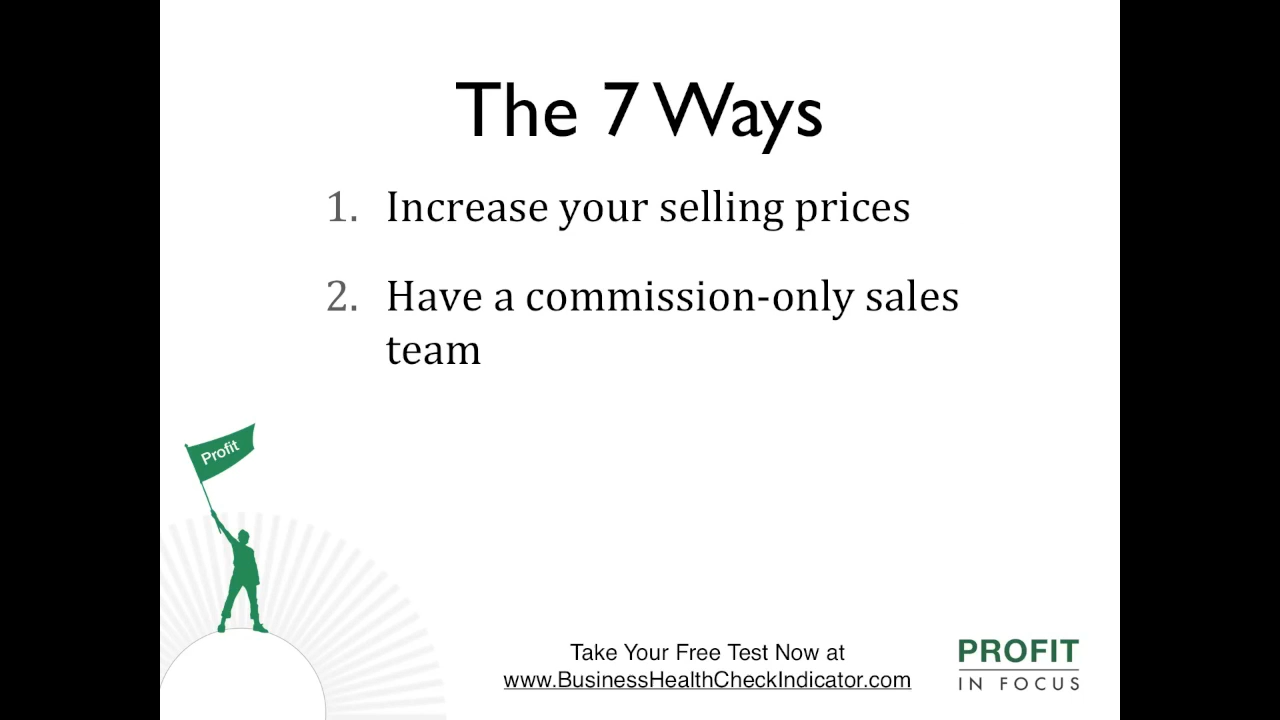 The 7 Ways
1. Increase your selling prices
2. Have a commission-only sales
team
Profit
Take Your Free Test Now at
www.BusinessHealthCheckIndicator.com
PROFIT
IN FOCUS